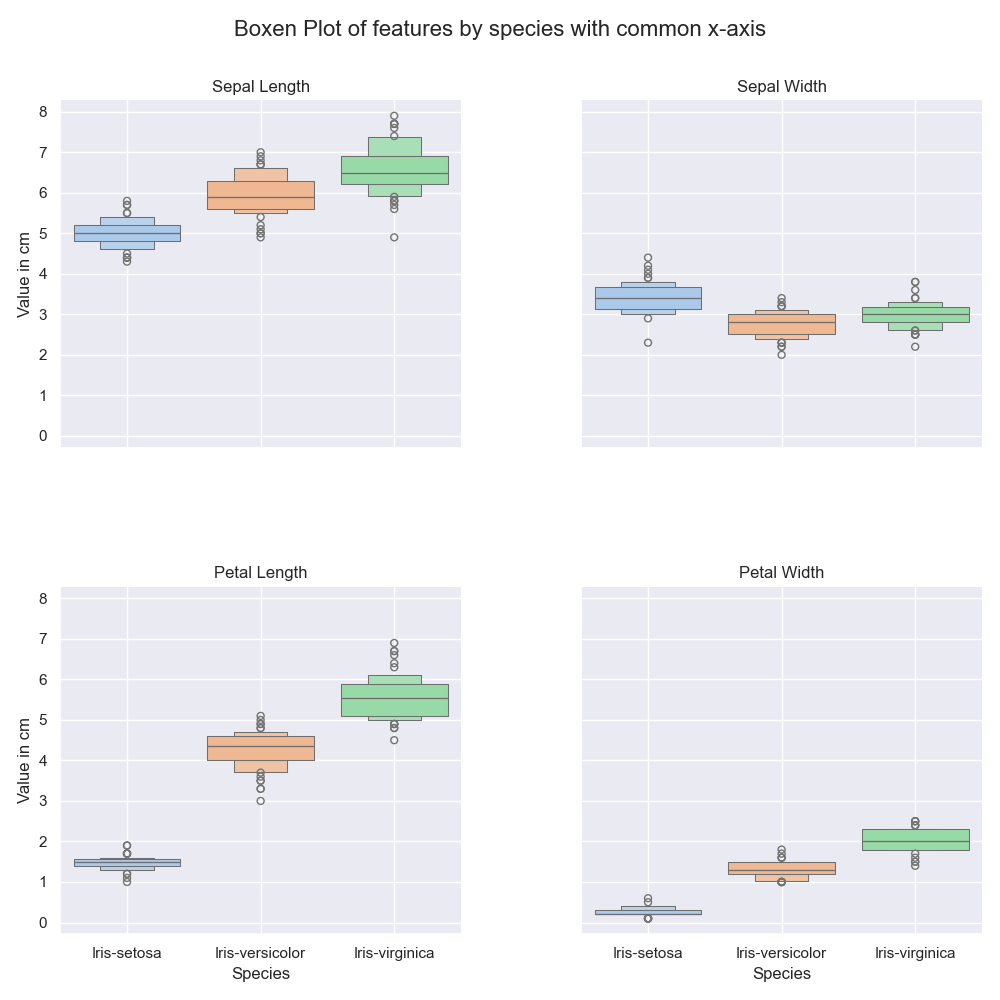 Boxen Plot of features by species with common x-axis
Sepal Length
Sepal Width
8
7
6
5
4
3
2
1
0
Value in cm
Petal Length
Petal Width
8
7
6
5
4
3
2
1
0
Value in cm
Iris-setosa Iris-versicolor Iris-virginica
Species
Iris-setosa Iris-versicolor Iris-virginica
Species